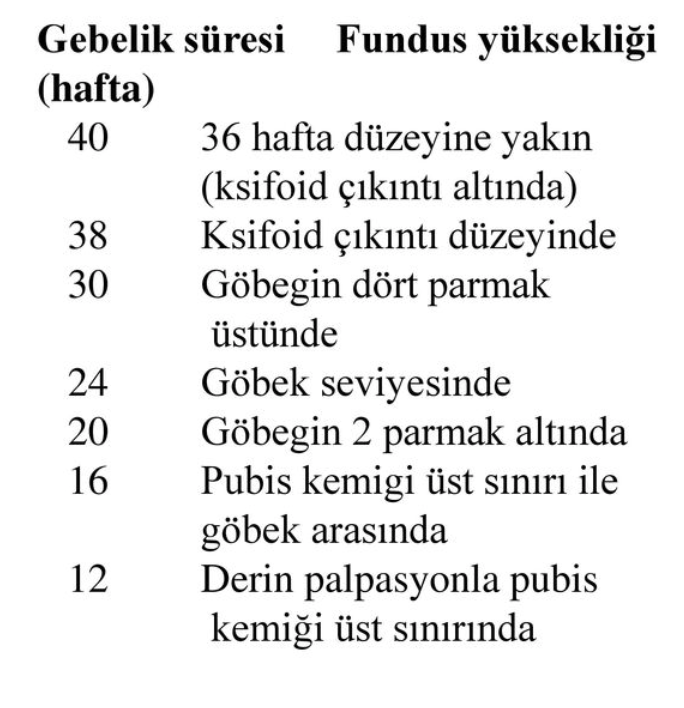 Gebelik süresi Fundus yüksekliği
(hafta)
40 36 hafta düzeyine yakın
(ksifoid çıkıntı altında)
38 Ksifoid çıkıntı düzeyinde
30 Göbegin dört parmak
üstünde
24 Göbek seviyesinde
20 Göbegin 2 parmak altında
16 Pubis kemigi üst sınırı ile
göbek arasında
12 Derin palpasyonla pubis
kemiği üst sınırında